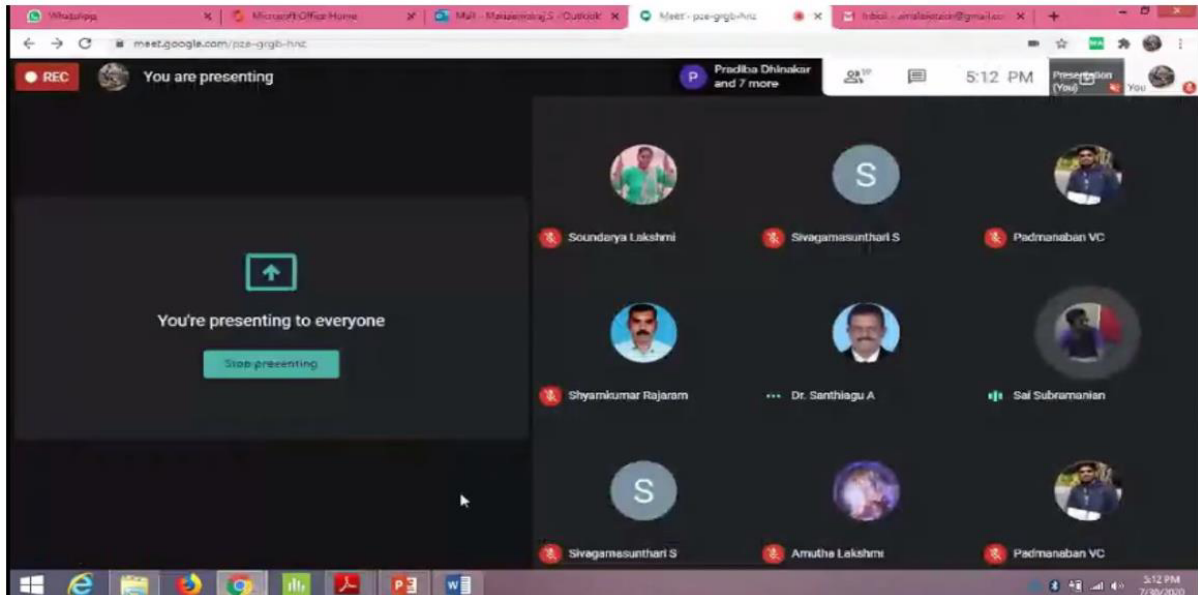 WhatsApp
Microsoft Office Home
Meet - pze-grgb-hnz
meet.google.com/pze-grgb-hnz
REC
You are presenting
P
Pradiba Dhinakar
and 7 more
5:12 PM
Presentation
(You)
You
S
Soundarya Lakshmi
Sivagamasunthari S
Padmanaban VC
You're presenting to everyone
Stop presenting
Shyamkumar Rajaram
Dr. Santhiagu A
Sai Subramanian
S
Sivagamasunthari S
Amutha Lakshmi
Padmanaban VC
5:12 PM
7/30/2020